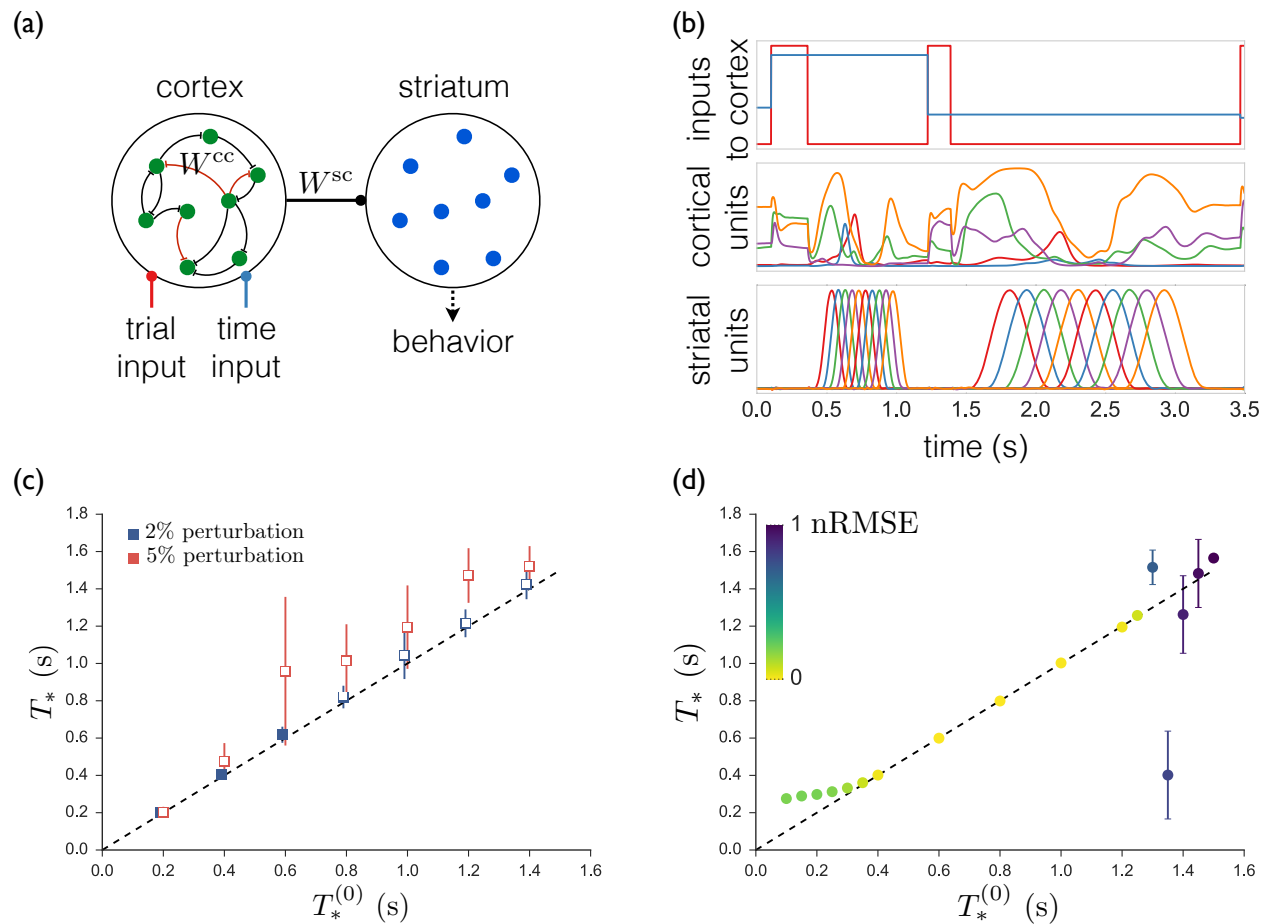 (a)
cortex
striatum
W^cc
W^sc
trial
input
time
input
behavior
(b)
inputs
to cortex
cortical
units
striatal
units
0.0 0.5 1.0 1.5 2.0 2.5 3.0 3.5
time (s)
(c)
1.8
1.6
1.4
1.2
1.0
0.8
0.6
0.4
0.2
0.0
T_* (s)
2% perturbation
5% perturbation
0.0 0.2 0.4 0.6 0.8 1.0 1.2 1.4 1.6
T_*^(0) (s)
(d)
1.8
1.6
1.4
1.2
1.0
0.8
0.6
0.4
0.2
0.0
T_* (s)
1 nRMSE
0
0.0 0.2 0.4 0.6 0.8 1.0 1.2 1.4 1.6
T_*^(0) (s)